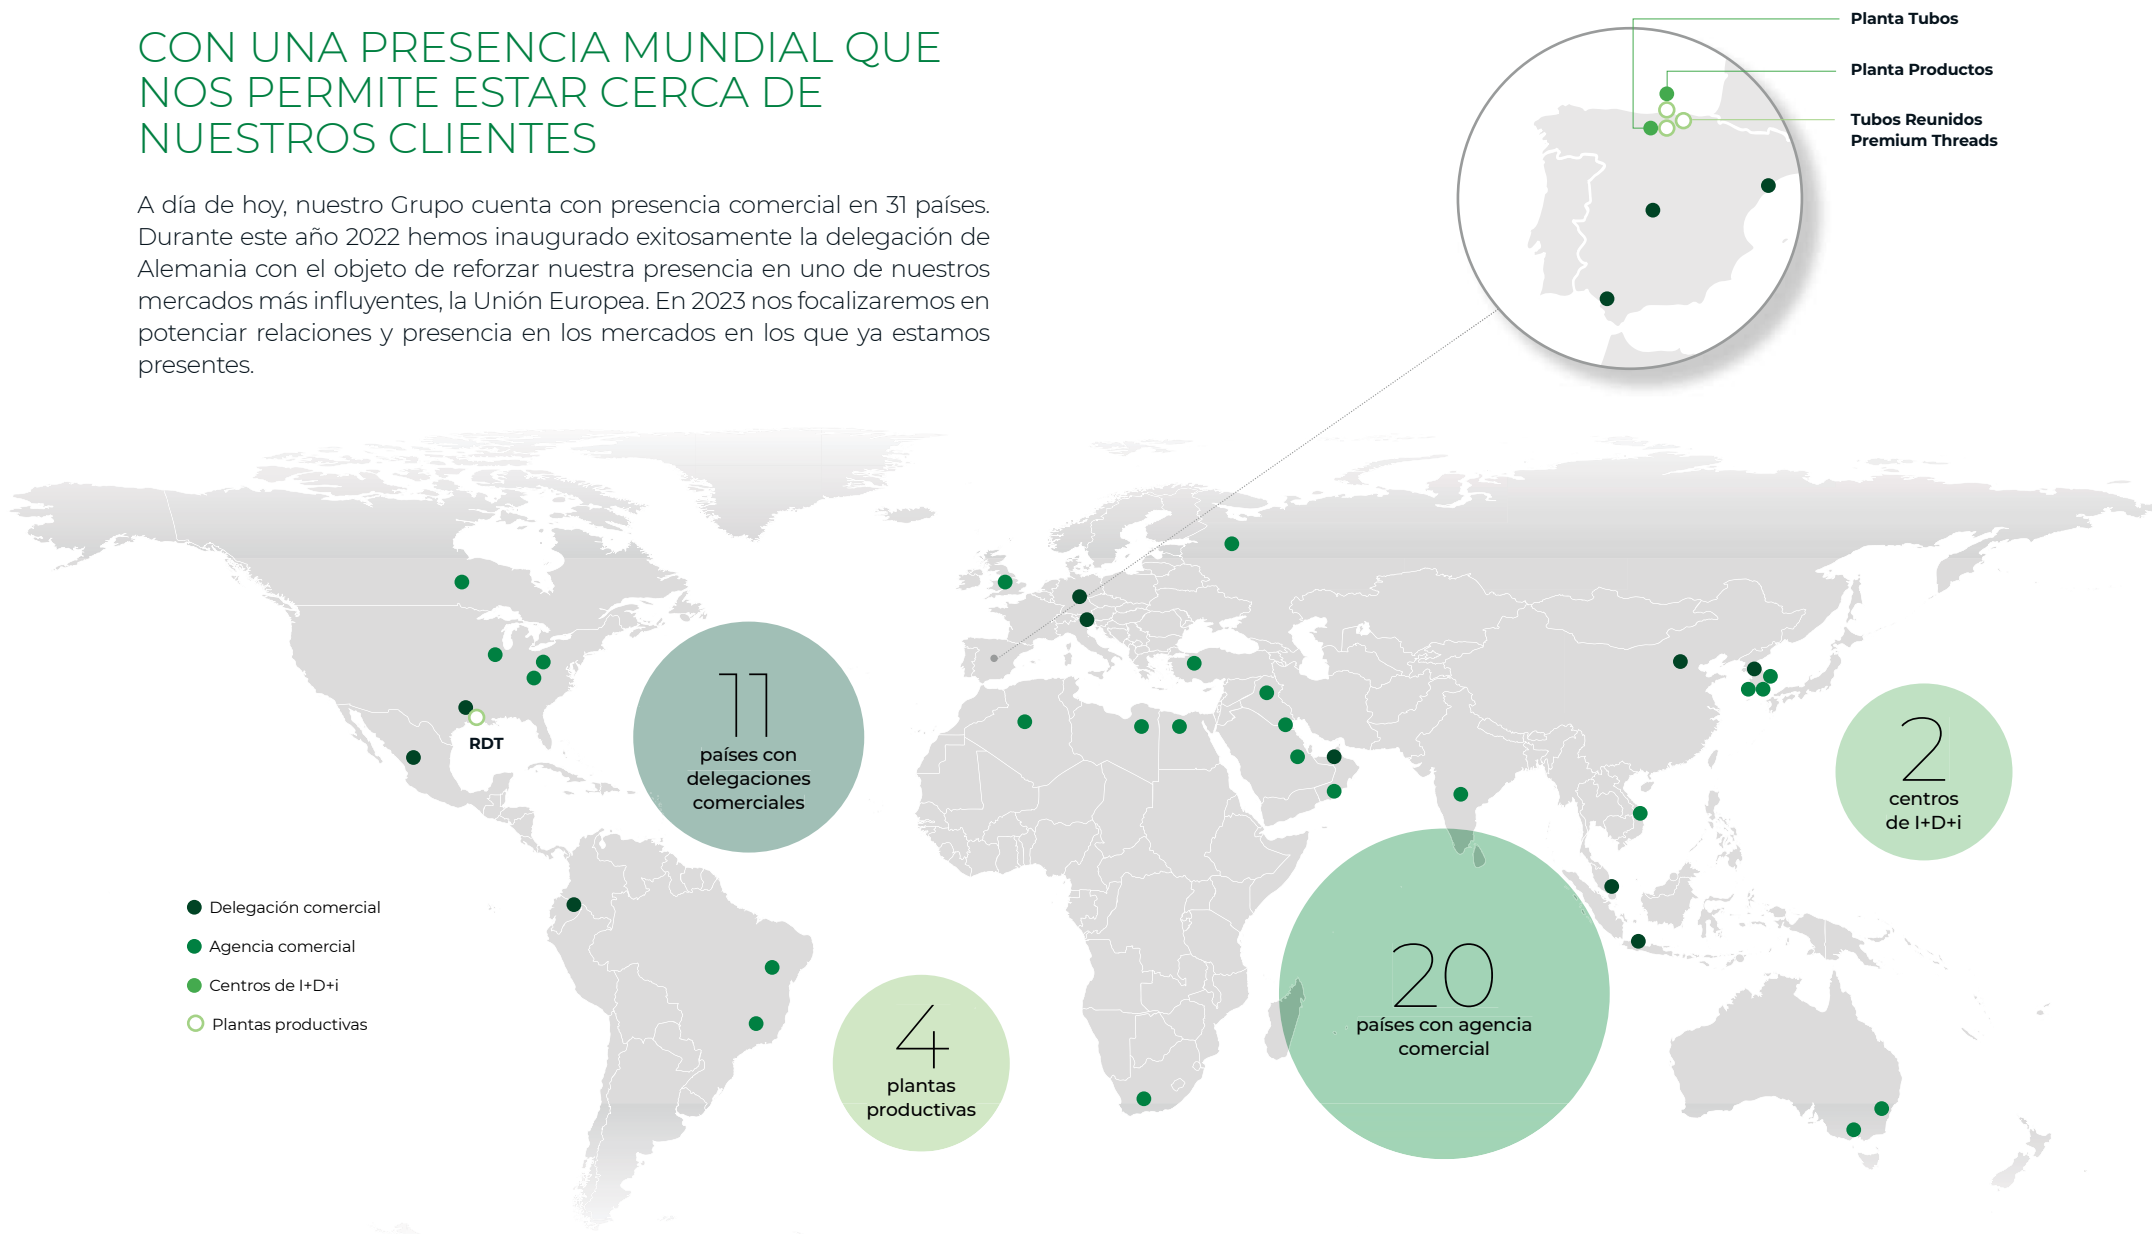 CON UNA PRESENCIA MUNDIAL QUE
NOS PERMITE ESTAR CERCA DE
NUESTROS CLIENTES
A día de hoy, nuestro Grupo cuenta con presencia comercial en 31 países.
Durante este año 2022 hemos inaugurado exitosamente la delegación de
Alemania con el objeto de reforzar nuestra presencia en uno de nuestros
mercados más influyentes, la Unión Europea. En 2023 nos focalizaremos en
potenciar relaciones y presencia en los mercados en los que ya estamos
presentes.
Planta Tubos
Planta Productos
Tubos Reunidos
Premium Threads
RDT
11
países con
delegaciones
comerciales
2
centros
de I+D+i
Delegación comercial
Agencia comercial
Centros de I+D+i
Plantas productivas
4
plantas
productivas
20
países con agencia
comercial